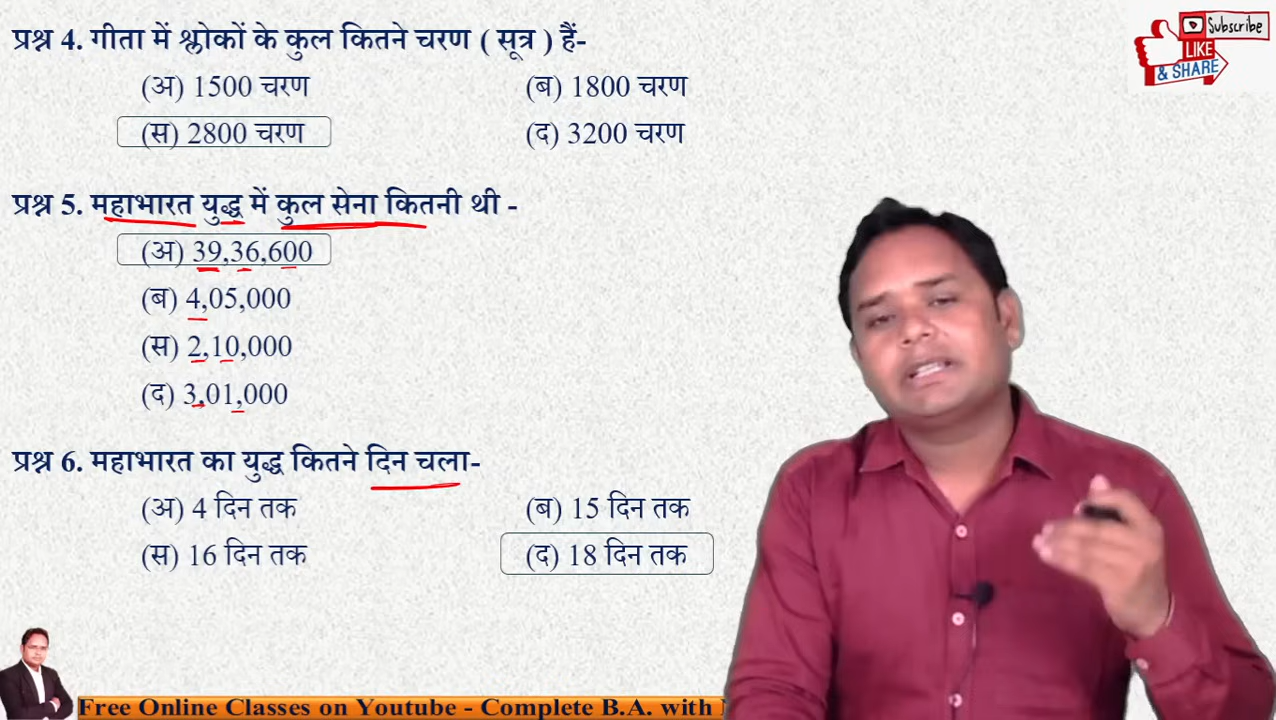 प्रश्न 4. गीता में श्लोकों के कुल कितने चरण ( सूत्र ) हैं-
(अ) 1500 चरण (ब) 1800 चरण
(स) 2800 चरण (द) 3200 चरण
Subscribe
LIKE
& SHARE
प्रश्न 5. महाभारत युद्ध में कुल सेना कितनी थी -
(अ) 39,36,600
(ब) 4,05,000
(स) 2,10,000
(द) 3,01,000
प्रश्न 6. महाभारत का युद्ध कितने दिन चला-
(अ) 4 दिन तक (ब) 15 दिन तक
(स) 16 दिन तक (द) 18 दिन तक
Free Online Classes on Youtube - Complete B.A. with